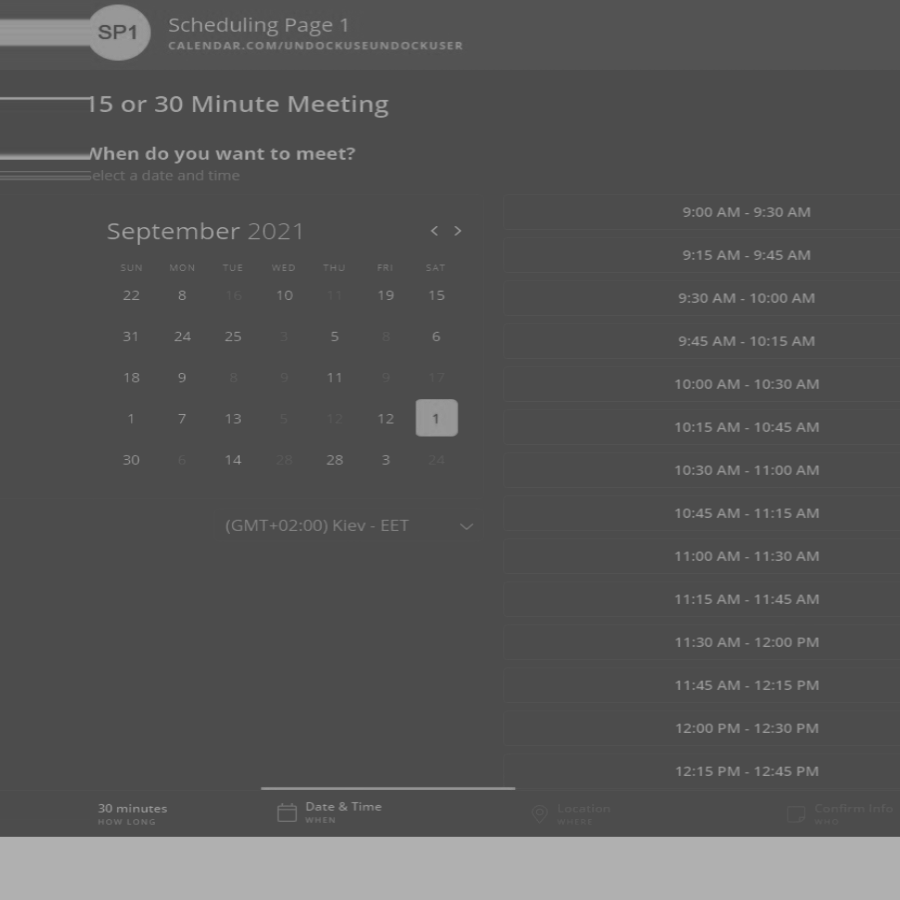 SP1
Scheduling Page 1
CALENDAR.COM/UNDOCKUSEUNDOCKUSER
15 or 30 Minute Meeting
When do you want to meet?
elect a date and time
September 2021
< >
SUN MON TUE WED THU FRI SAT
22 8 16 10 11 19 15
31 24 25 3 5 8 6
18 9 8 9 11 9 17
1 7 13 5 12 12 1
30 6 14 28 28 3 24
(GMT+02:00) Kiev - EET
9:00 AM - 9:30 AM
9:15 AM - 9:45 AM
9:30 AM - 10:00 AM
9:45 AM - 10:15 AM
10:00 AM - 10:30 AM
10:15 AM - 10:45 AM
10:30 AM - 11:00 AM
10:45 AM - 11:15 AM
11:00 AM - 11:30 AM
11:15 AM - 11:45 AM
11:30 AM - 12:00 PM
11:45 AM - 12:15 PM
12:00 PM - 12:30 PM
12:15 PM - 12:45 PM
30 minutes
HOW LONG
Date & Time
WHEN
Location
WHERE
Confirm Info
WHO